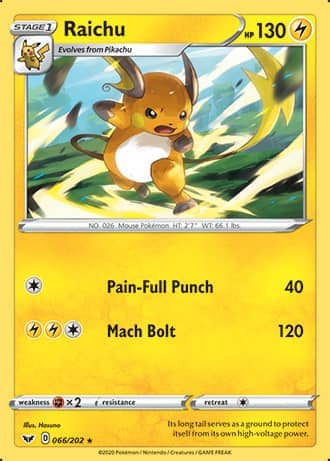 STAGE 1
Raichu
HP 130
Evolves from Pikachu
NO. 026 Mouse Pokémon HT: 2'7" WT: 66.1 lbs.
Pain-Full Punch 40
Mach Bolt 120
weakness ×2 resistance retreat
Illus. Hasuno
D 066/202 ★
Its long tail serves as a ground to protect
itself from its own high-voltage power.
©2020 Pokémon / Nintendo / Creatures / GAME FREAK